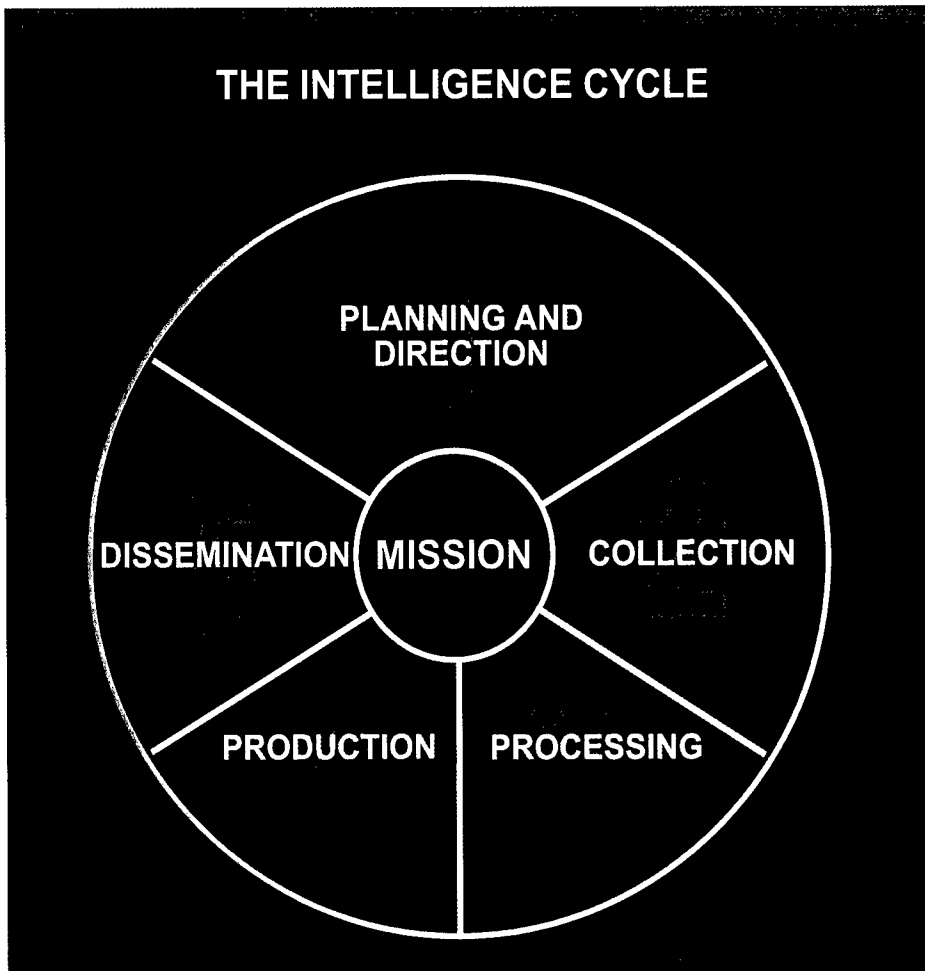 THE INTELLIGENCE CYCLE
PLANNING AND
DIRECTION
DISSEMINATION
MISSION
COLLECTION
PRODUCTION
PROCESSING